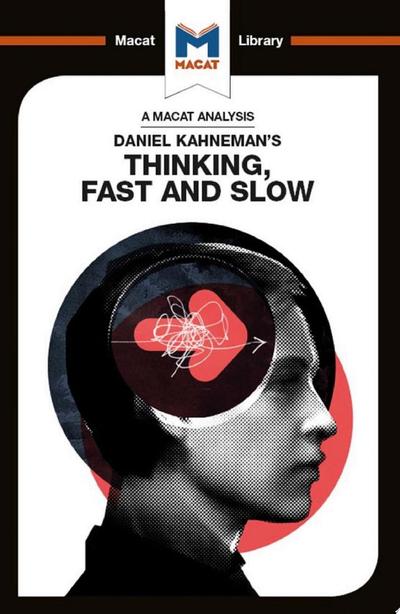 Macat
Library
MACAT
A MACAT ANALYSIS
DANIEL KAHNEMAN'S
THINKING,
FAST AND SLOW